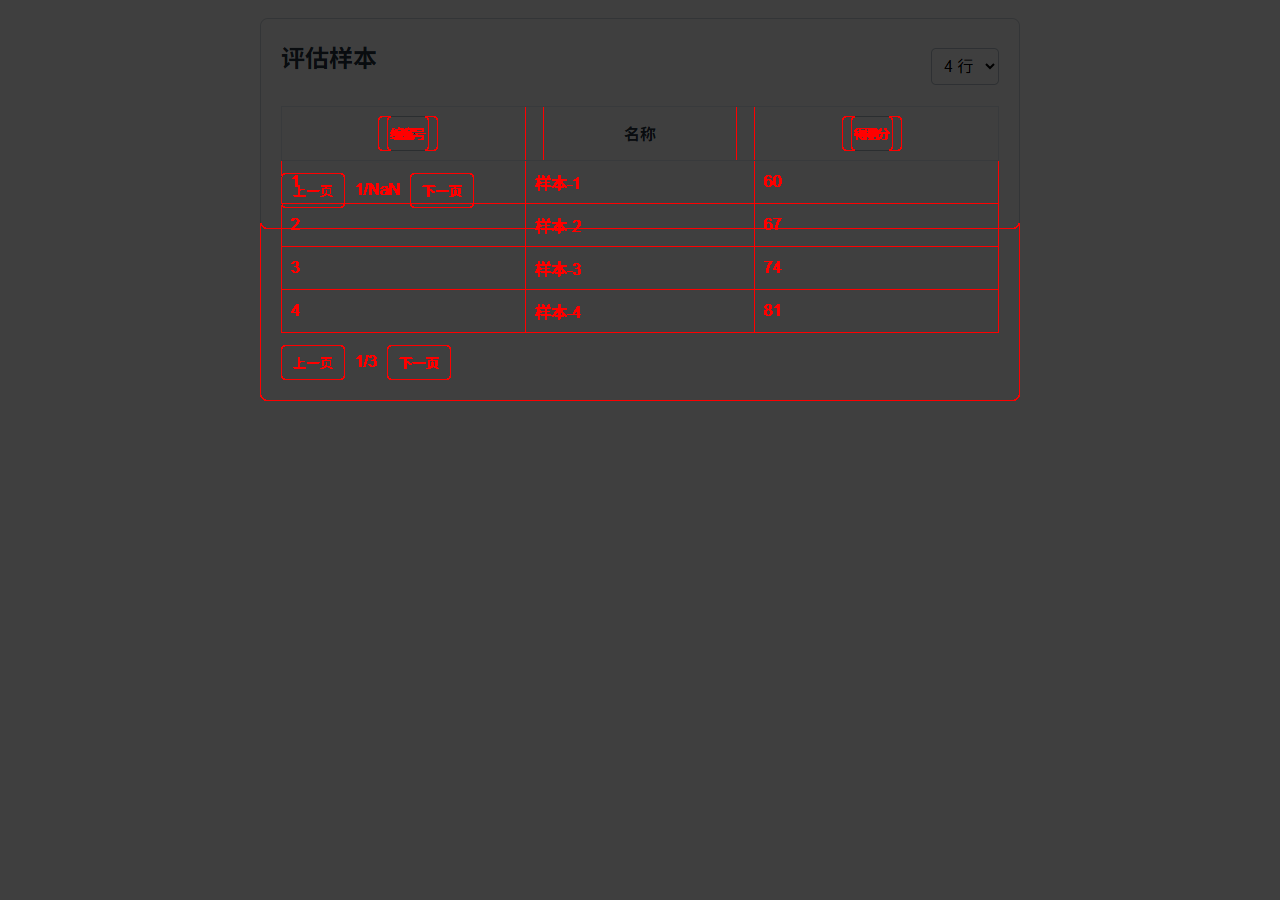 评估样本
4 行
名称
1 样本 1 60
上一页 1/NaN 下一页
2 样本 2 67
3 样本 3 74
4 样本 4 81
上一页 1/3 下一页